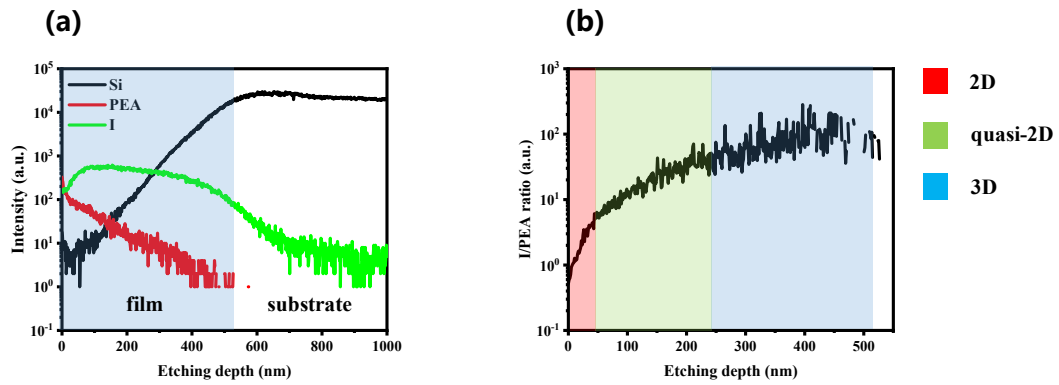 (a)
10^5
10^4
10^3
10^2
10^1
10^0
10^-1
Intensity (a.u.)
Si
PEA
I
film
substrate
0 200 400 600 800 1000
Etching depth (nm)
(b)
10^3
10^2
10^1
10^0
10^-1
I/PEA ratio (a.u.)
0 100 200 300 400 500
Etching depth (nm)
2D
quasi-2D
3D